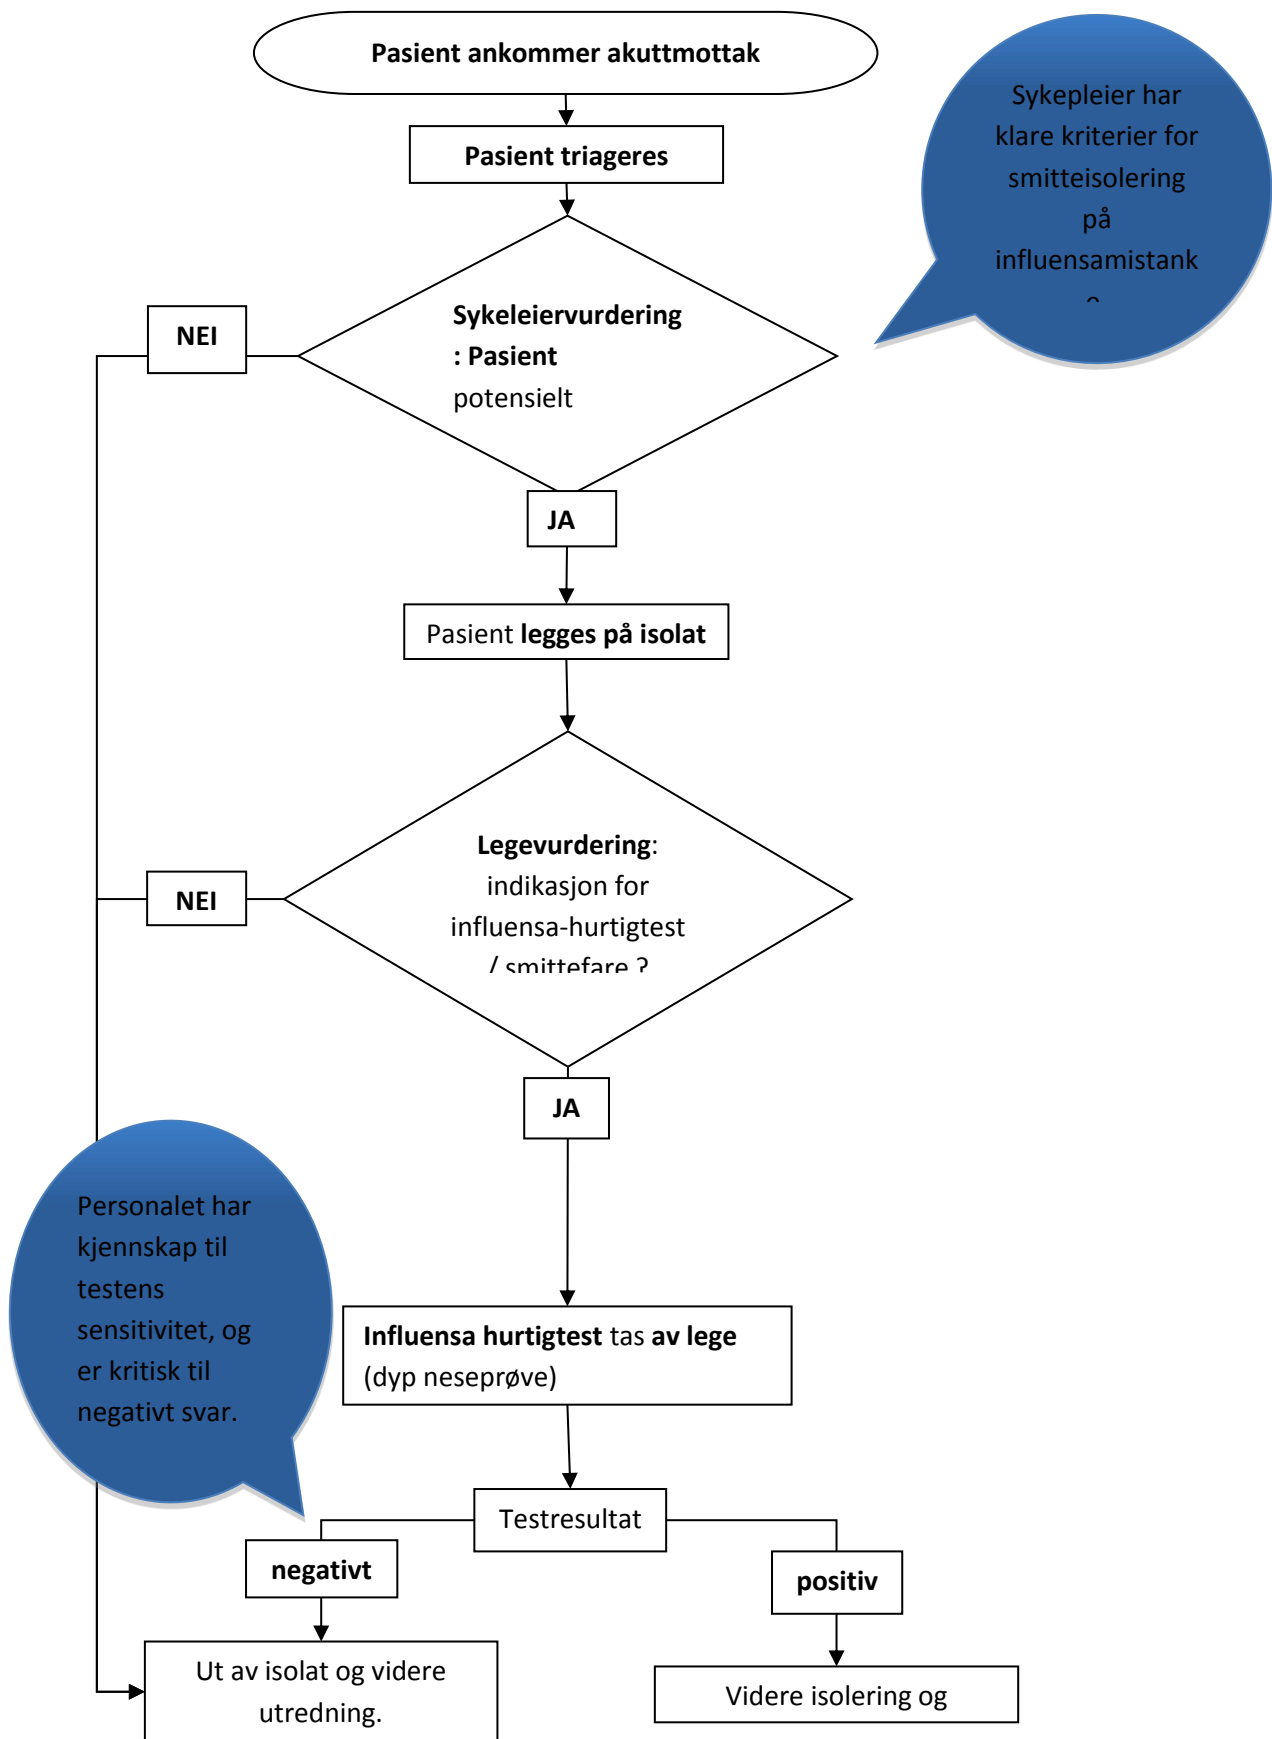 Pasient ankommer akuttmottak
Pasient triageres
Sykepleier har
klare kriterier for
smitteisolering
på
influensamistank
NEI
Sykeleiervurdering
: Pasient
potensielt
JA
Pasient legges på isolat
Legevurdering:
indikasjon for
influensa-hurtigtest
/ smittefare ?
NEI
JA
Personalet har
kjennskap til
testens
sensitivitet, og
er kritisk til
negativt svar.
Influensa hurtigtest tas av lege
(dyp neseprøve)
Testresultat
negativt
positiv
Ut av isolat og videre
utredning.
Videre isolering og